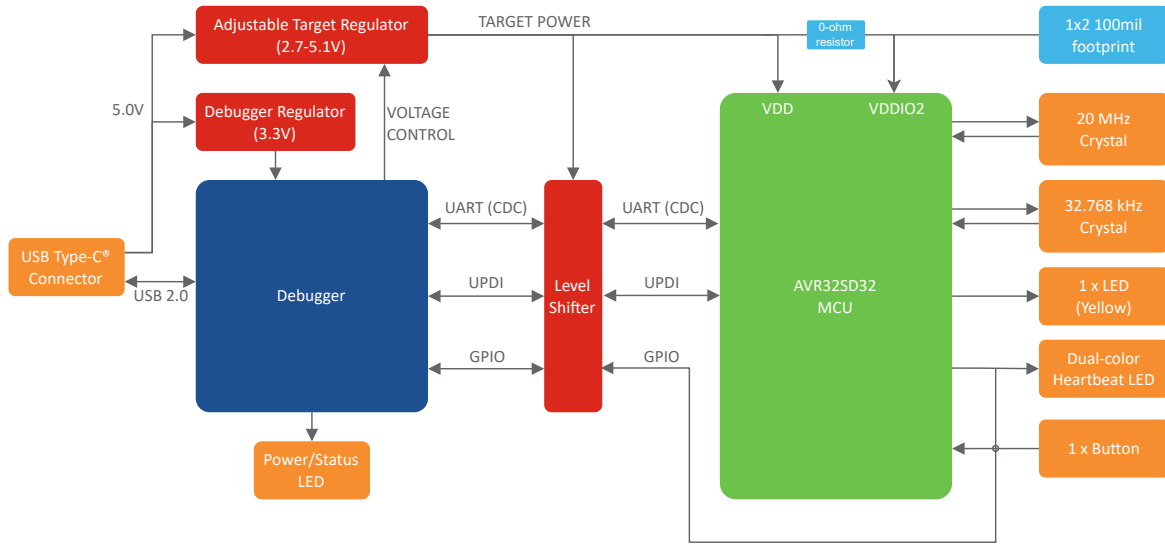 Adjustable Target Regulator
(2.7-5.1V)
TARGET POWER
0-ohm
resistor
1x2 100mil
footprint
5.0V
Debugger Regulator
(3.3V)
VOLTAGE
CONTROL
VDD
VDDIO2
20 MHz
Crystal
UART (CDC)
UART (CDC)
32.768 kHz
Crystal
USB Type-C®
Connector
USB 2.0
Debugger
UPDI
Level
Shifter
UPDI
AVR32SD32
MCU
1 x LED
(Yellow)
GPIO
GPIO
Dual-color
Heartbeat LED
Power/Status
LED
1 x Button